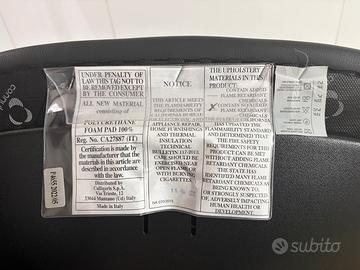 UNDER PENALTY OF
LAW THIS TAG NOT TO
BE REMOVED EXCEPT
BY THE CONSUMER
ALL NEW MATERIAL
consisting of
POLYURETHANE
FOAM PAD 100%
Reg. No. CA27887 (IT)
Certification is made by
the manufacturer that the
materials in this article are
described in accordance
with the law.
Distributed by
Calligaris S.p.A.
Via Trieste, 12
33044 Manzano (Ud) Italy
Made in Italy
NOTICE
THIS ARTICLE MEETS
THE FLAMMABILITY
REQUIREMENTS OF
HOME FURNISHINGS
AND THERMAL
INSULATION
TECHNICAL
BULLETIN 117-2013.
CARE SHOULD BE
EXERCISED NEAR
OPEN FLAME OR
WITH BURNING
CIGARETTES.
THE UPHOLSTERY
MATERIALS IN THIS
PRODUCT:
CONTAIN ADDED
FLAME RETARDANT
CHEMICALS
CONTAIN NO ADDED
FLAME RETARDANT
CHEMICALS
HAS UPDATED THE
FLAMMABILITY STANDARD
AND DETERMINED THAT
THE FIRE SAFETY
REQUIREMENTS FOR THIS
PRODUCT CAN BE MET
WITHOUT ADDING FLAME
RETARDANT CHEMICALS.
THE STATE HAS
IDENTIFIED MANY FLAME
RETARDANT CHEMICALS AS
BEING KNOWN TO,
OR STRONGLY SUSPECTED
OF, ADVERSELY IMPACTING
HUMAN HEALTH OR
DEVELOPMENT.
subito